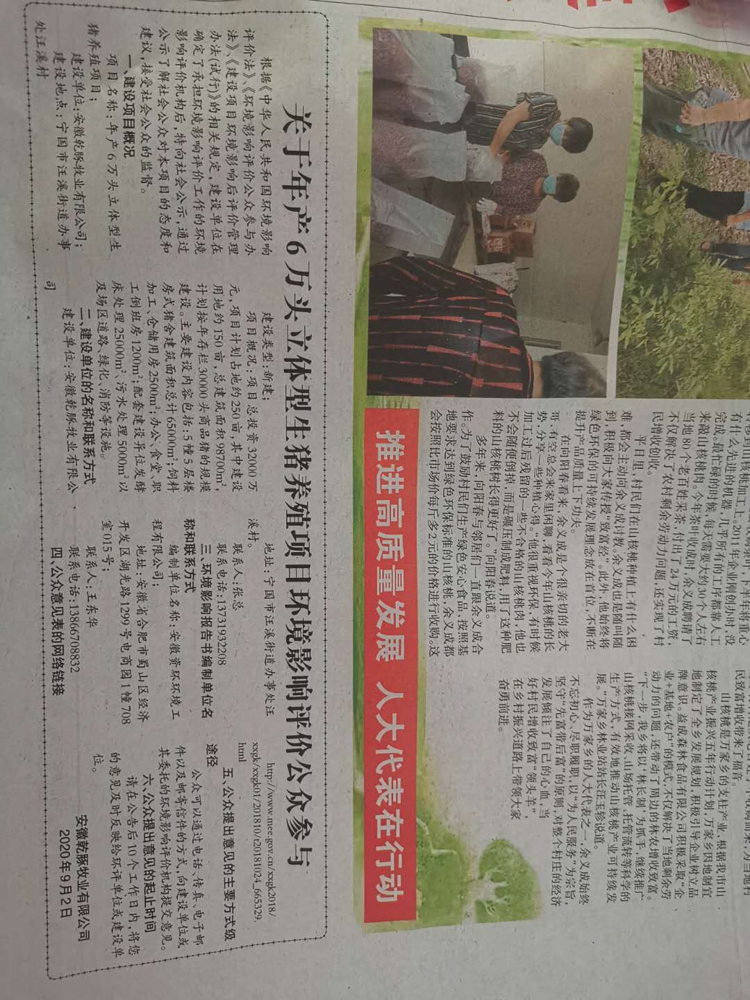 有什么先进的机器,几乎所有的工序都靠人工
完成。最忙碌的时候,每天需要大约30个人左右
来敲山核桃肉。今年茶叶收成时,余义成聘请了
当地80个老百姓采茶,付出了24万元的工资,
不仅解决了农村剩余劳动力问题,还实现了村
民增收创收。
平日里,村民们在山核桃种植上有什么困
难,都会主动向余义成讨教。余义成也是随叫随
到,积极向大家传授“致富经”。此外,他始终将
绿色环保的可持续发展理念放在首位,不断在
提升产品质量上下功夫。
在向阳春看来,余义成是个很亲切的老大
哥,有空总会来家里闲聊,看看今年山核桃的长
势,分享一些种植心得。“他很重视环保,有时候
加工过后残留的一些不合格的山核桃肉,他也
不会随便倒掉,而是碾压制成肥料,用了这种肥
料的山核桃树长得更好了。”向阳春说道。
多年来,向阳春与邻居们一直跟余义成合
作。为了鼓励村民们生产绿色安心食品,按照基
地要求达到绿色环保标准的山核桃,余义成都
会按照比市场价每斤多2元的价格进行收购。这
民致富增收带来了福音。
山核桃是万家乡的支柱产业,根据我市山
核桃产业振兴五年行动计划,万家乡因地制宜
地制定了全乡发展规划,积极引导企业树立品
牌意识。益成森林食品有限公司积极采取“企
业+基地+农户”的模式,不仅解决了当地剩余劳
动力的问题,还带动了周边的林农增收致富。
“下一步,我乡将以‘林长制’为抓手,继续推广
山核桃接网采收、山场托管、托管流转等科学的
生产方式,有效地推动山核桃产业可持续发
展。”万家乡林业站站长汪玉轸说道。
作为万家乡的人大代表之一,余义成始终
不忘初心、尽职履职,以“为人民服务”为宗旨,
坚守“先富带后富”的原则,对整个村庄的经济
发展倾注了自己的心血,当
好村民增收致富“领头羊”,
在乡村振兴道路上带领大家
奋勇前进。
推进高质量发展 人大代表在行动
关于年产6万头立体型生猪养殖项目环境影响评价公众参与
根据《中华人民共和国环境影响
评价法》、《环境影响评价公众参与办
法》、《建设项目环境影响后评价管理
办法(试行)》的相关规定,建设单位在
确定了承担环境影响评价工作的环境
影响评价机构后,特向社会公示,通过
公示了解社会公众对本项目的态度和
建议,接受社会公众的监督。
一、建设项目概况
项目名称:年产6万头立体型生
猪养殖项目;
建设单位:安徽乾豚牧业有限公司;
建设地点:宁国市汪溪街道办事
处汪溪村
建设类型:新建;
项目概况:项目总投资32000万
元,项目计划占地约250亩,其中建设
用地约150亩,总建筑面积98700m²,
计划按年存栏30000头商品猪的规模
建设。主要建设内容包括:5幢5层楼
房式猪舍建筑面积总计65000m²;饲料
加工、仓储用房2500m²;办公、食堂、职
工倒班房1200m²;配套建设异位发酵
床处理25000m²、污水处理5000m²以
及场区道路、绿化、消防等设施。
二、建设单位的名称和联系方式
建设单位:安徽乾豚牧业有限公
司
地址:宁国市汪溪街道办事处汪
溪村。
联系人:张总
联系电话:13731932208
三、环境影响报告书编制单位名
称和联系方式
编制单位名称:安徽资环环境工
程有限公司;
地址:安徽省合肥市蜀山区经济
开发区湖光路1299号电商园1幢708
室015号;
联系人:王东华
联系电话:13866708832
四、公众意见表的网络链接
http://www.mee.gov.cn/xxgk2018/
xxgk/xxgk01/201810/t20181024_665329.
html
五、公众提出意见的主要方式级
途径
公众可以通过电话、传真、电子邮
件以及邮寄信件的方式,向建设单位或
其委托的环境影响评价机构提交意见。
六、公众提出意见的起止时间
请在公告后10个工作日内,将您
的意见及时反映给环评单位或建设单
位。
安徽乾豚牧业有限公司
2020年9月2日